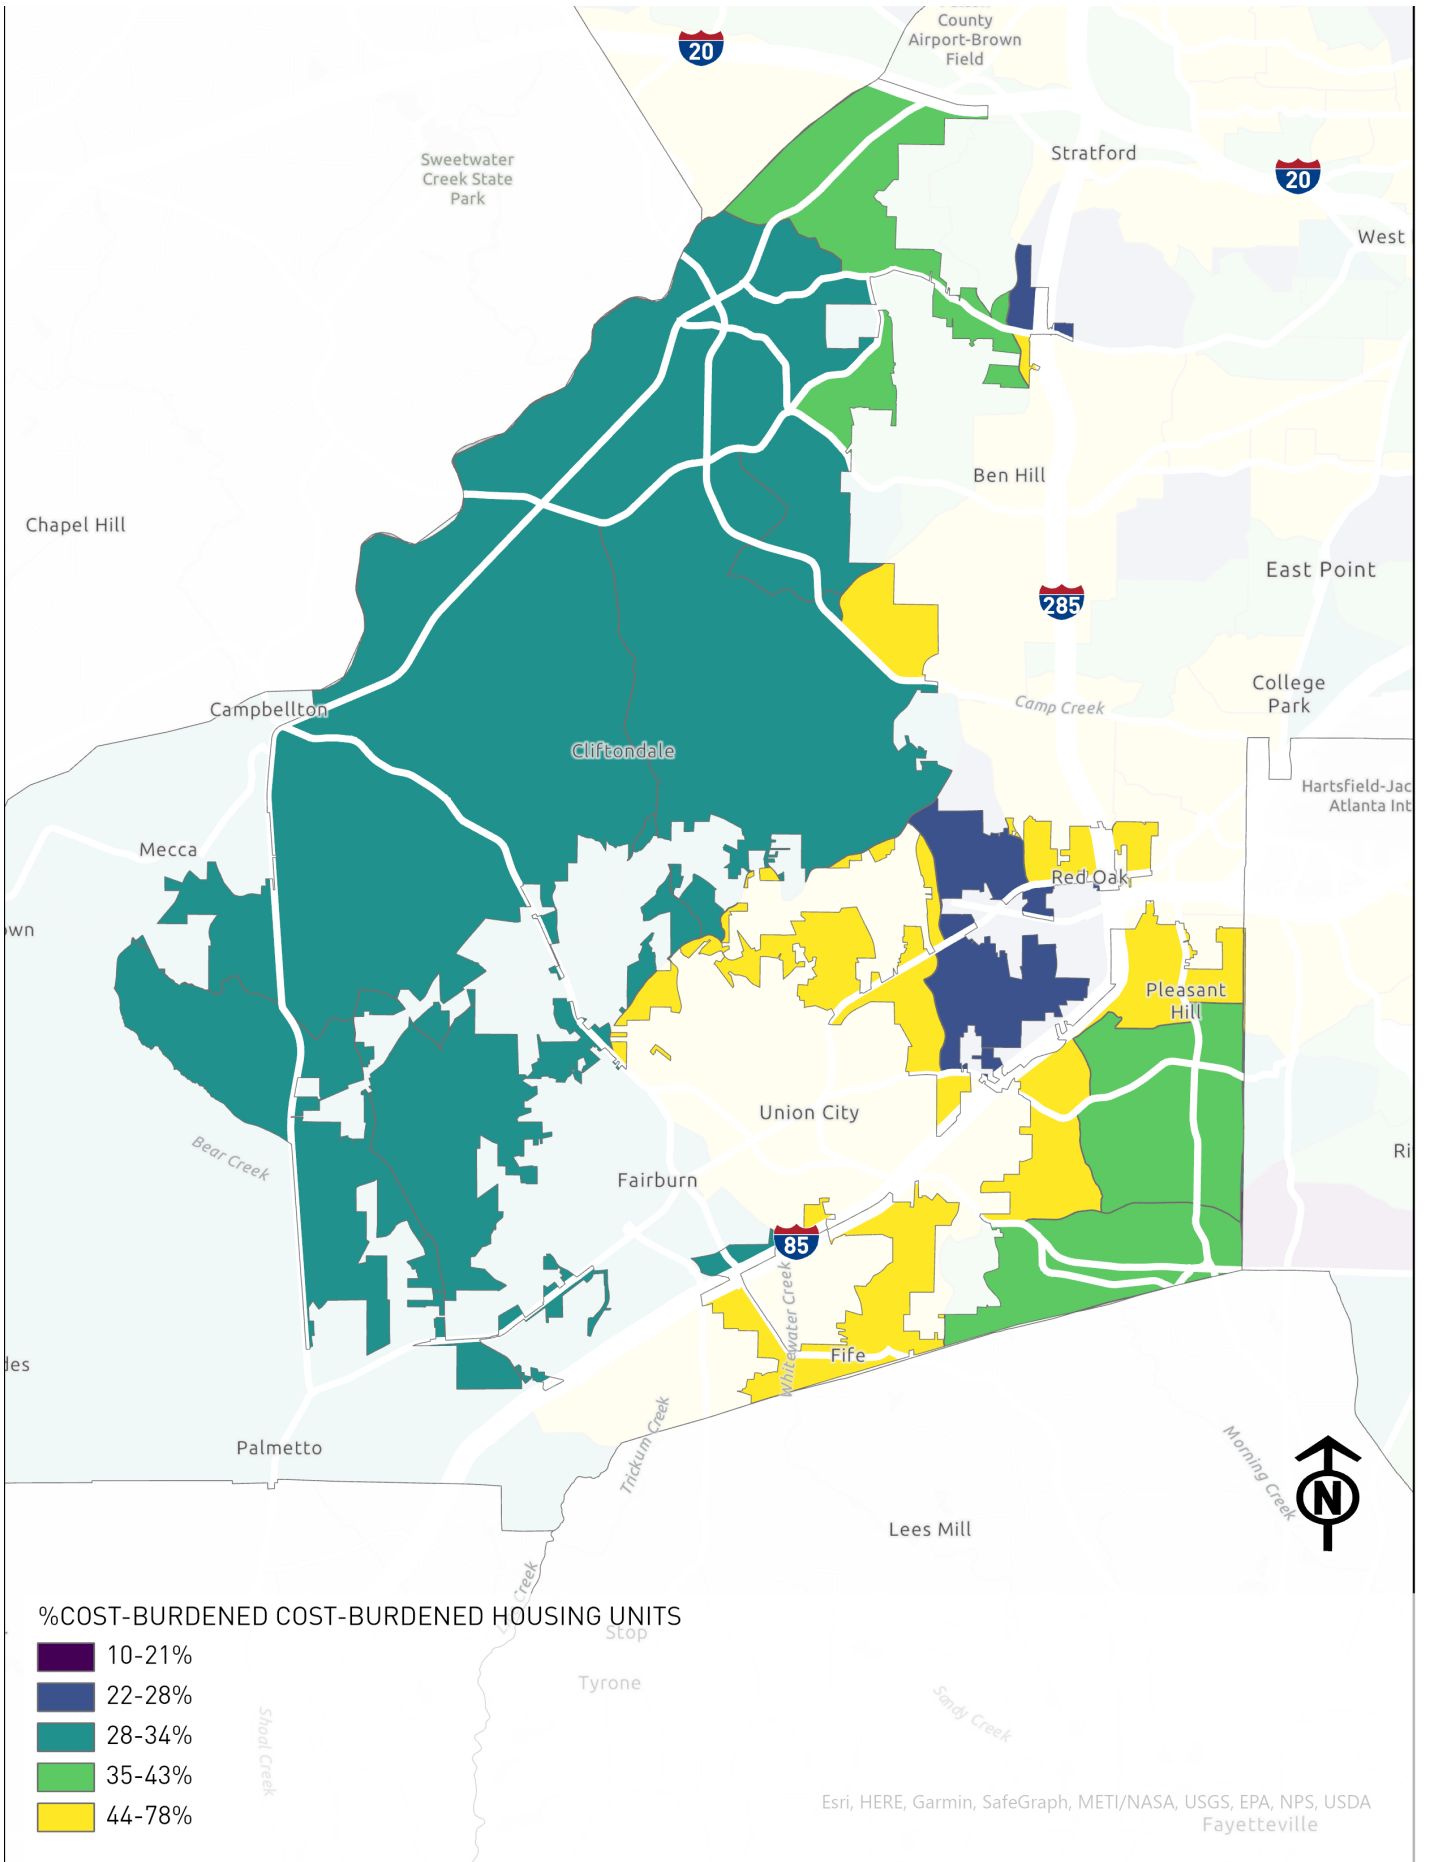 County
Airport-Brown
Field
20
Stratford
20
Sweetwater
Creek State
Park
West
Ben Hill
Chapel Hill
East Point
285
College
Park
Camp Creek
Campbellton
Cliftondale
Hartsfield-Jac
Atlanta Int
Mecca
Red Oak
own
Pleasant
Hill
Union City
Bear Creek
Ri
Fairburn
85
Whitewater Creek
Fife
des
Trickum Creek
Morning Creek
Palmetto
N
Lees Mill
Creek
%COST-BURDENED COST-BURDENED HOUSING UNITS
Stop
10-21%
Tyrone
22-28%
Sandy Creek
28-34%
Shoal Creek
35-43%
44-78%
Esri, HERE, Garmin, SafeGraph, METI/NASA, USGS, EPA, NPS, USDA
Fayetteville